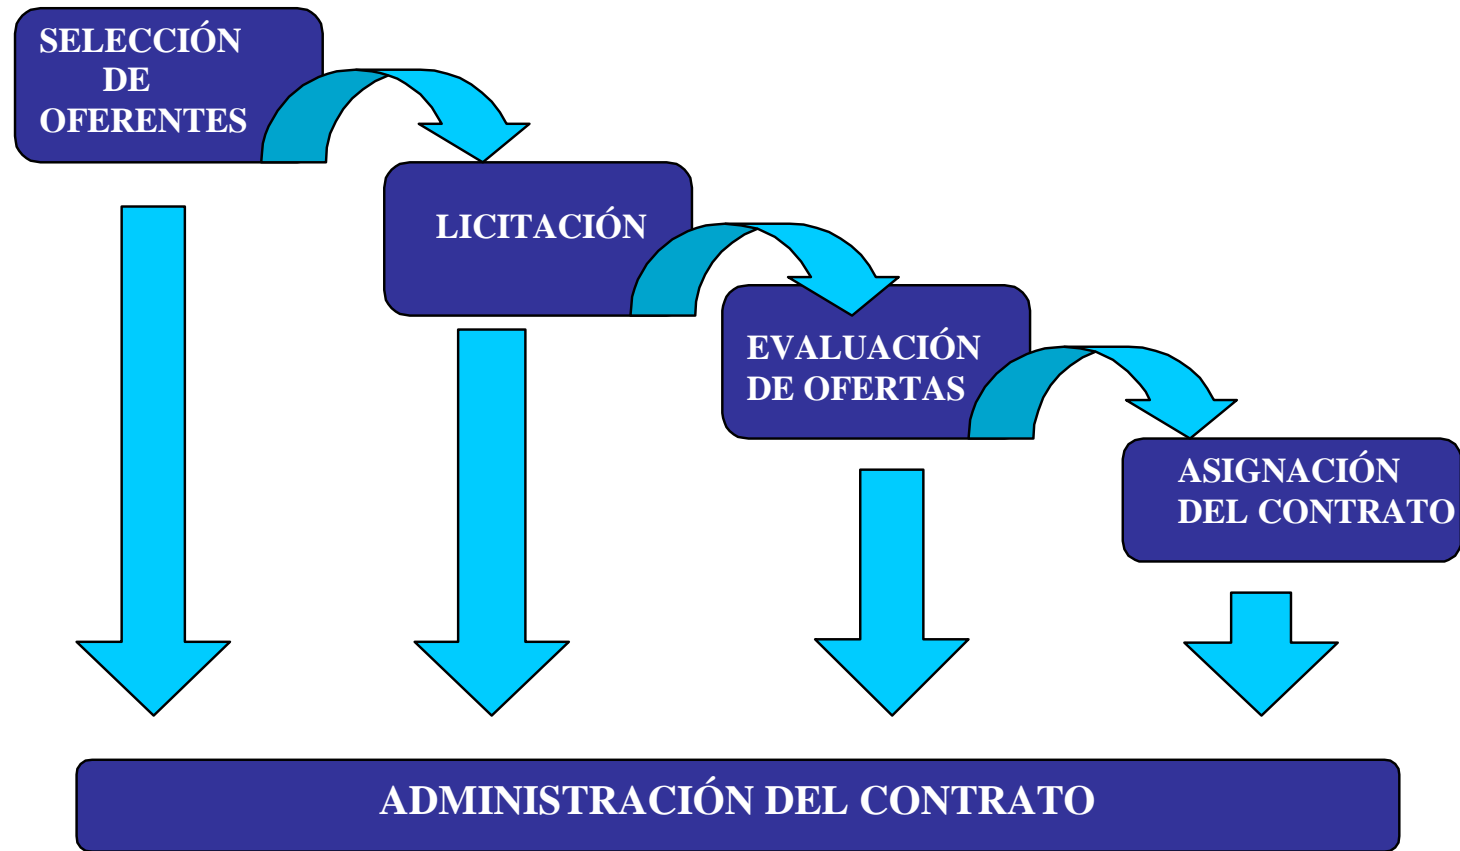 SELECCIÓN
DE
OFERENTES
LICITACIÓN
EVALUACIÓN
DE OFERTAS
ASIGNACIÓN
DEL CONTRATO
ADMINISTRACIÓN DEL CONTRATO